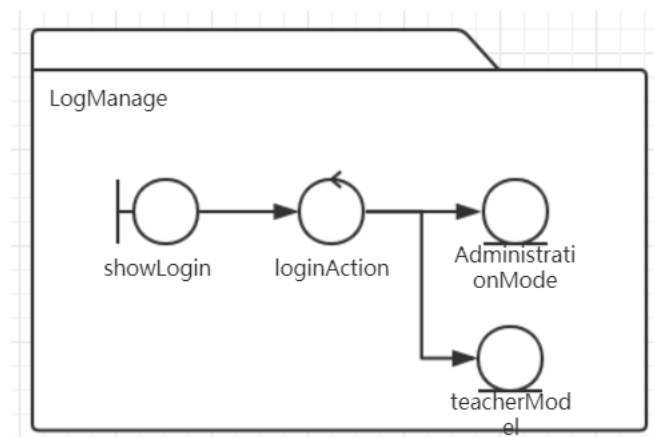 LogManage
showLogin
loginAction
Administrati
onMode
teacherMod
el